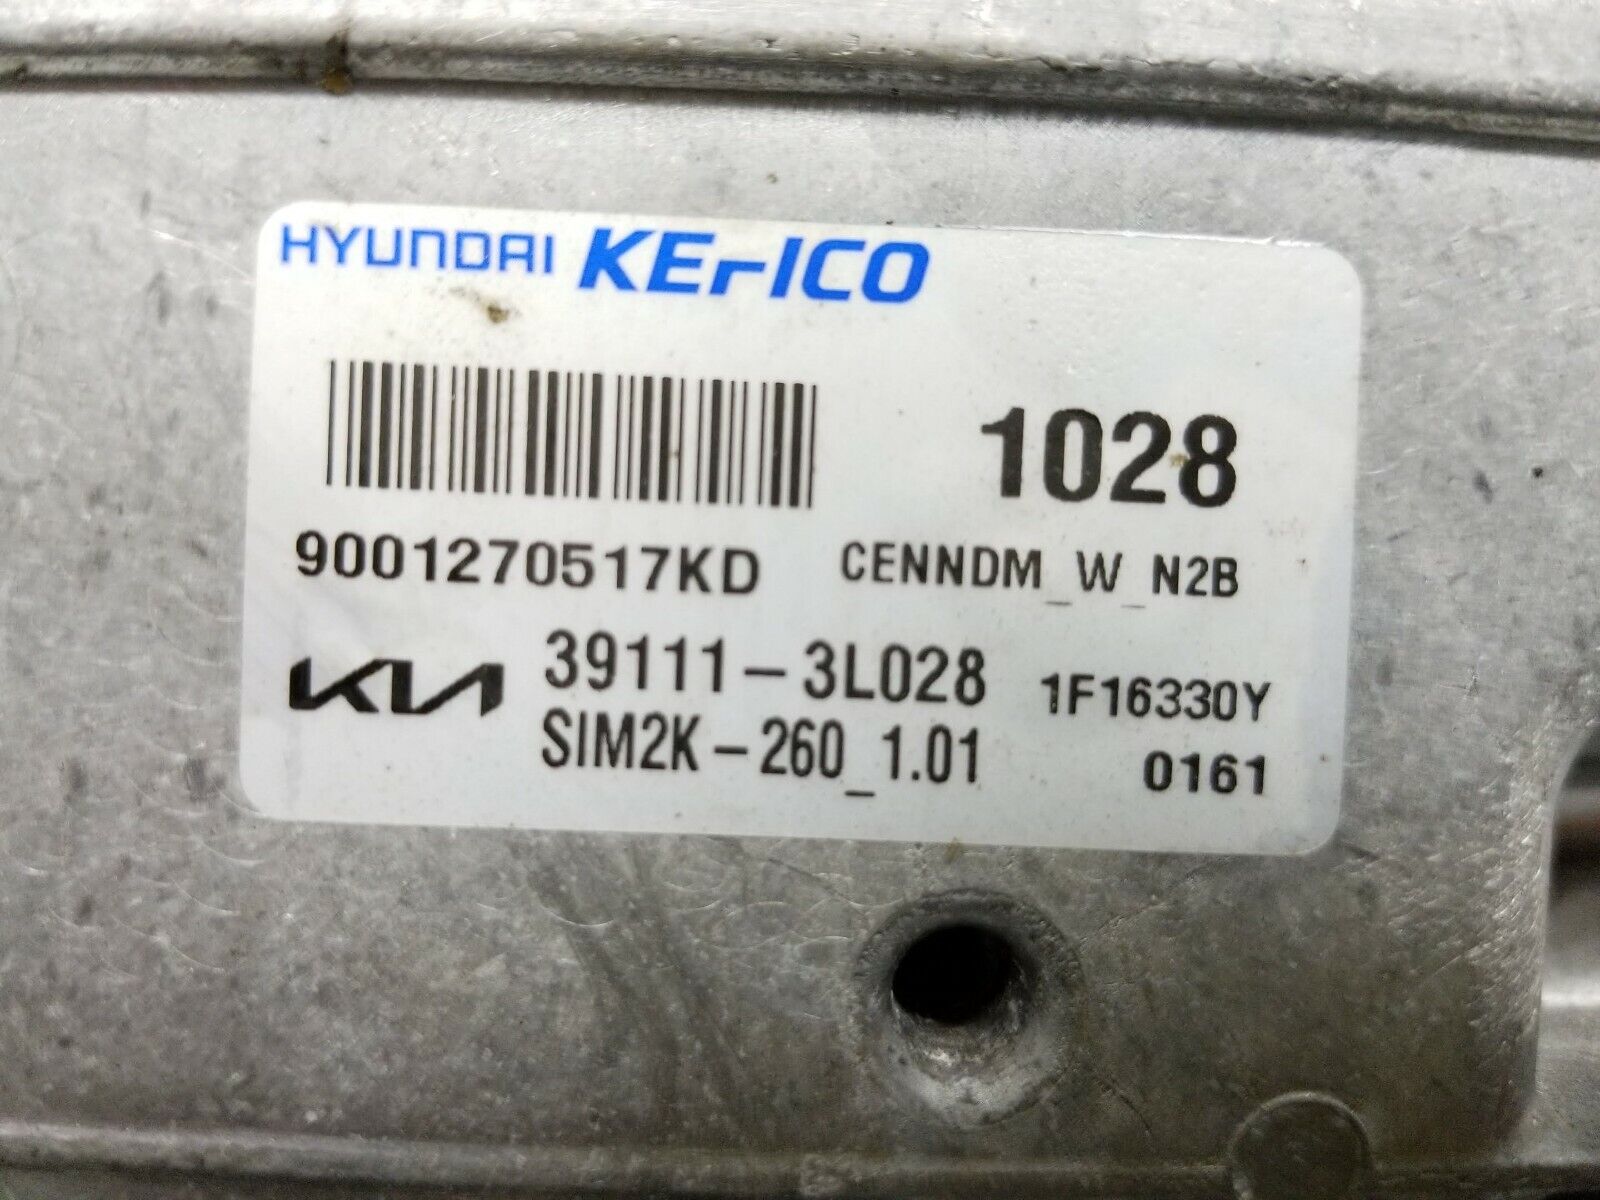 HYUNDAI KEFICO
1028
9001270517KD CENNDM_W_N2B
KIA 39111-3L028 1F16330Y
SIM2K-260_1.01 0161